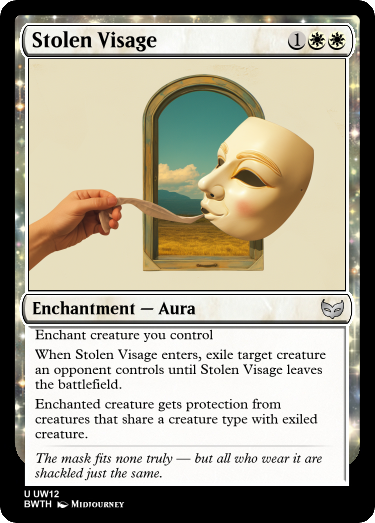 Stolen Visage 1
Enchantment — Aura
Enchant creature you control
When Stolen Visage enters, exile target creature
an opponent controls until Stolen Visage leaves
the battlefield.
Enchanted creature gets protection from
creatures that share a creature type with exiled
creature.
The mask fits none truly — but all who wear it are
shackled just the same.
U UW12
BWTH Midjourney